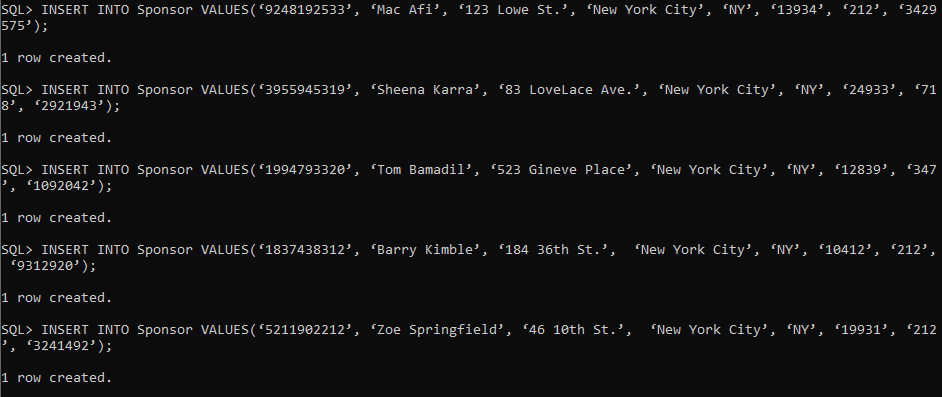 SQL> INSERT INTO Sponsor VALUES(‘9248192533’, ‘Mac Afi’, ‘123 Lowe St.’, ‘New York City’, ‘NY’, ‘13934’, ‘212’, ‘3429
575’);
1 row created.
SQL> INSERT INTO Sponsor VALUES(‘3955945319’, ‘Sheena Karra’, ‘83 LoveLace Ave.’, ‘New York City’, ‘NY’, ‘24933’, ‘71
8’, ‘2921943’);
1 row created.
SQL> INSERT INTO Sponsor VALUES(‘1994793320’, ‘Tom Bamadil’, ‘523 Gineve Place’, ‘New York City’, ‘NY’, ‘12839’, ‘347
’, ‘1092042’);
1 row created.
SQL> INSERT INTO Sponsor VALUES(‘1837438312’, ‘Barry Kimble’, ‘184 36th St.’,  ‘New York City’, ‘NY’, ‘10412’, ‘212’,
 ‘9312920’);
1 row created.
SQL> INSERT INTO Sponsor VALUES(‘5211902212’, ‘Zoe Springfield’, ‘46 10th St.’,  ‘New York City’, ‘NY’, ‘19931’, ‘212
’, ‘3241492’);
1 row created.